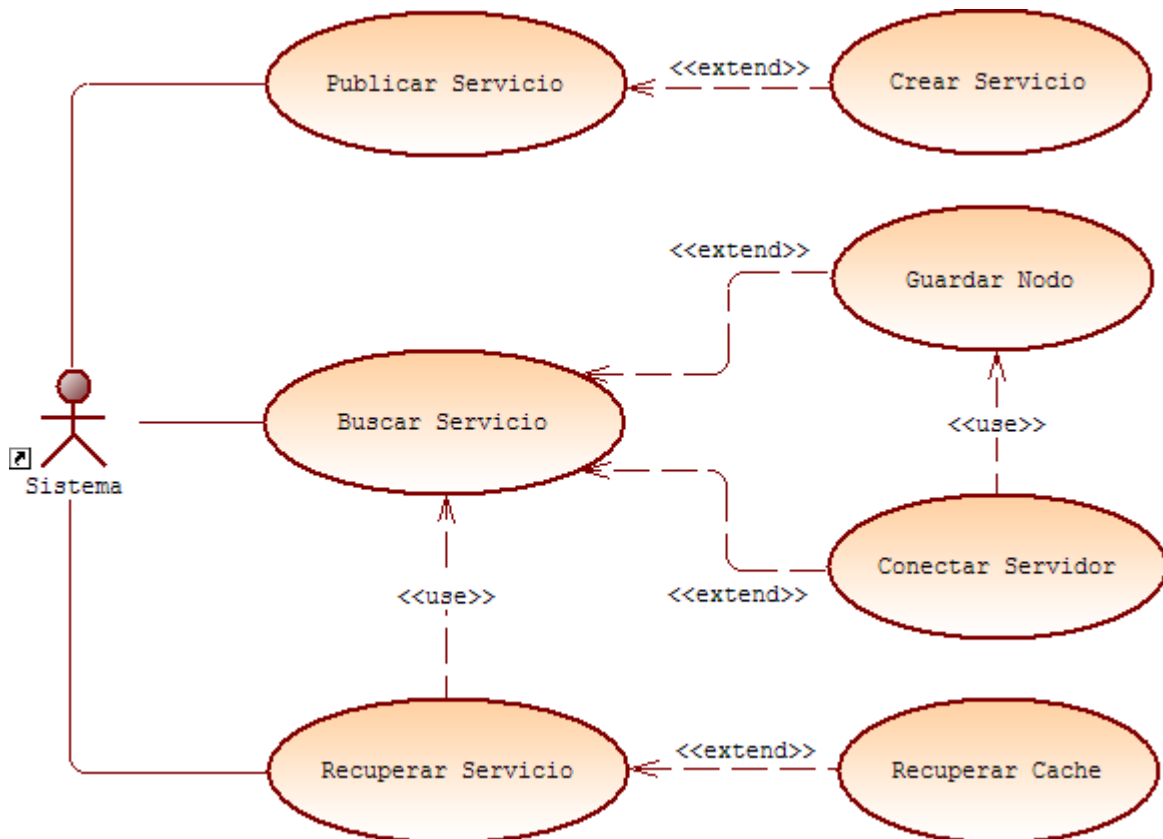 Publicar Servicio
<<extend>>
Crear Servicio
<<extend>>
Guardar Nodo
Buscar Servicio
<<use>>
Sistema
Conectar Servidor
<<use>>
<<extend>>
Recuperar Servicio
<<extend>>
Recuperar Cache